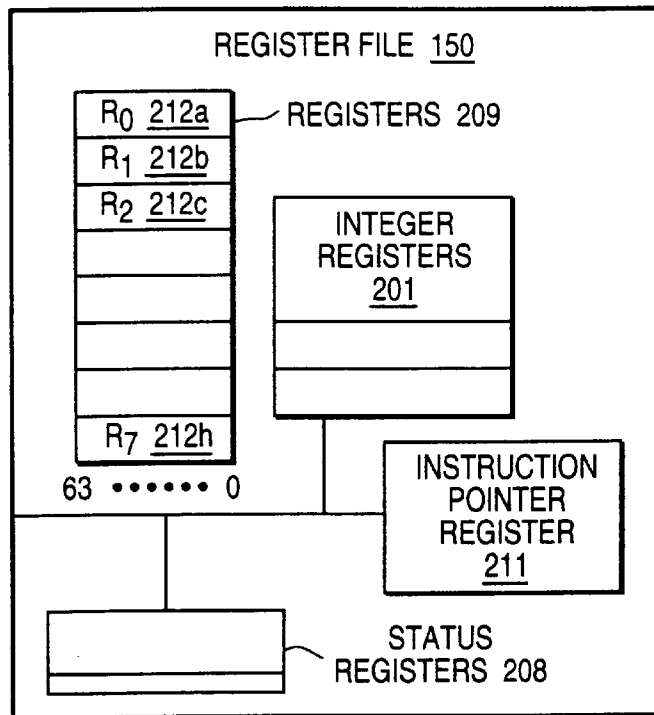 REGISTER FILE 150
R0 212a
REGISTERS 209
R1 212b
R2 212c
R7 212h
63 •••••• 0
INTEGER
REGISTERS
201
INSTRUCTION
POINTER
REGISTER
211
STATUS
REGISTERS 208